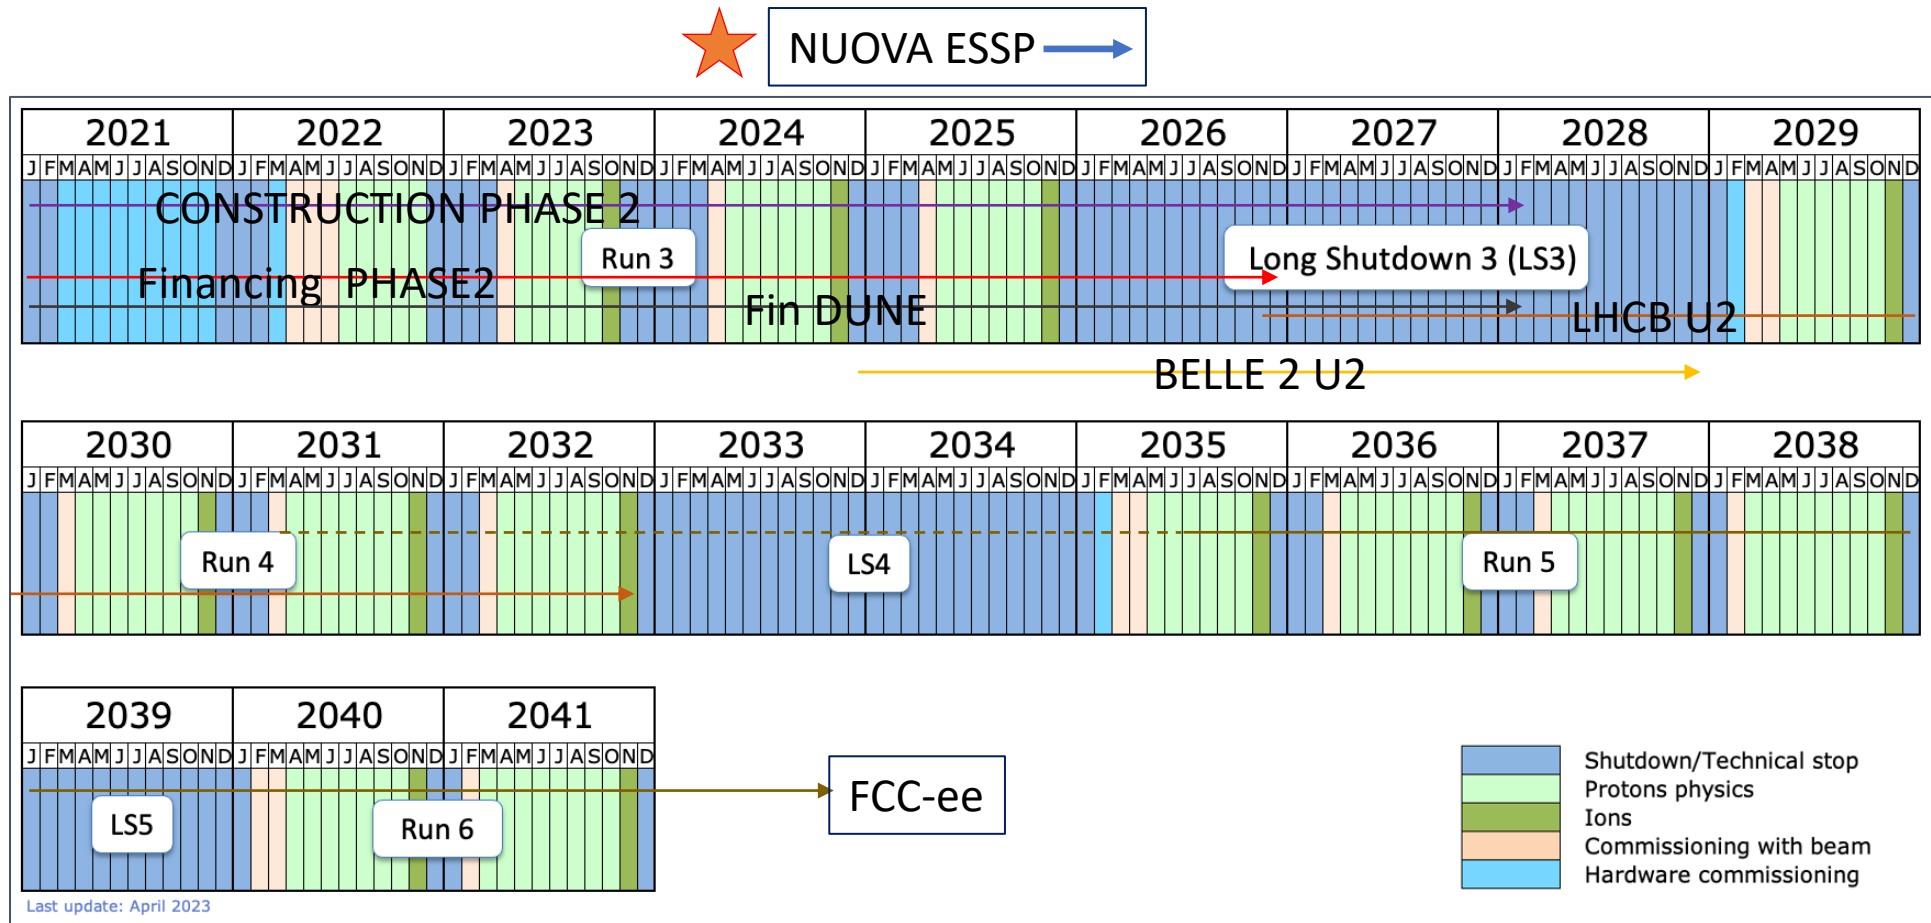 NUOVA ESSP
2021 2022 2023 2024 2025 2026 2027 2028 2029
J F M A M J J A S O N D J F M A M J J A S O N D J F M A M J J A S O N D J F M A M J J A S O N D J F M A M J J A S O N D J F M A M J J A S O N D J F M A M J J A S O N D J F M A M J J A S O N D J F M A M J J A S O N D
CONSTRUCTION PHASE 2
Run 3 Long Shutdown 3 (LS3)
Financing PHASE2
Fin DUNE LHCB U2
BELLE 2 U2
2030 2031 2032 2033 2034 2035 2036 2037 2038
J F M A M J J A S O N D J F M A M J J A S O N D J F M A M J J A S O N D J F M A M J J A S O N D J F M A M J J A S O N D J F M A M J J A S O N D J F M A M J J A S O N D J F M A M J J A S O N D J F M A M J J A S O N D
Run 4 LS4 Run 5
2039 2040 2041
J F M A M J J A S O N D J F M A M J J A S O N D J F M A M J J A S O N D
FCC-ee
LS5 Run 6
Shutdown/Technical stop
Protons physics
Ions
Commissioning with beam
Hardware commissioning
Last update: April 2023